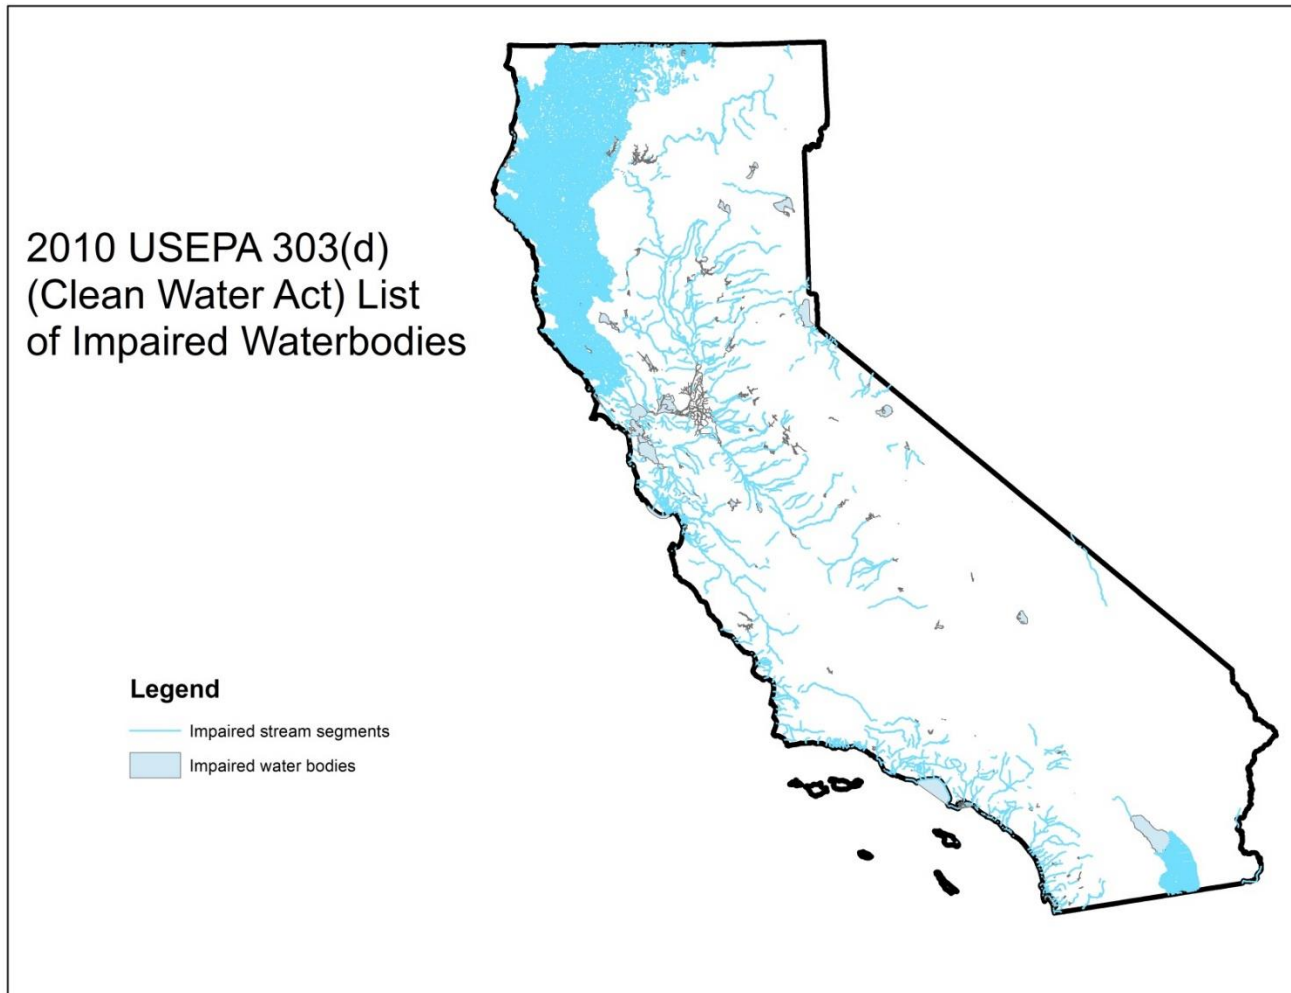 2010 USEPA 303(d)
(Clean Water Act) List
of Impaired Waterbodies
Legend
Impaired stream segments
Impaired water bodies